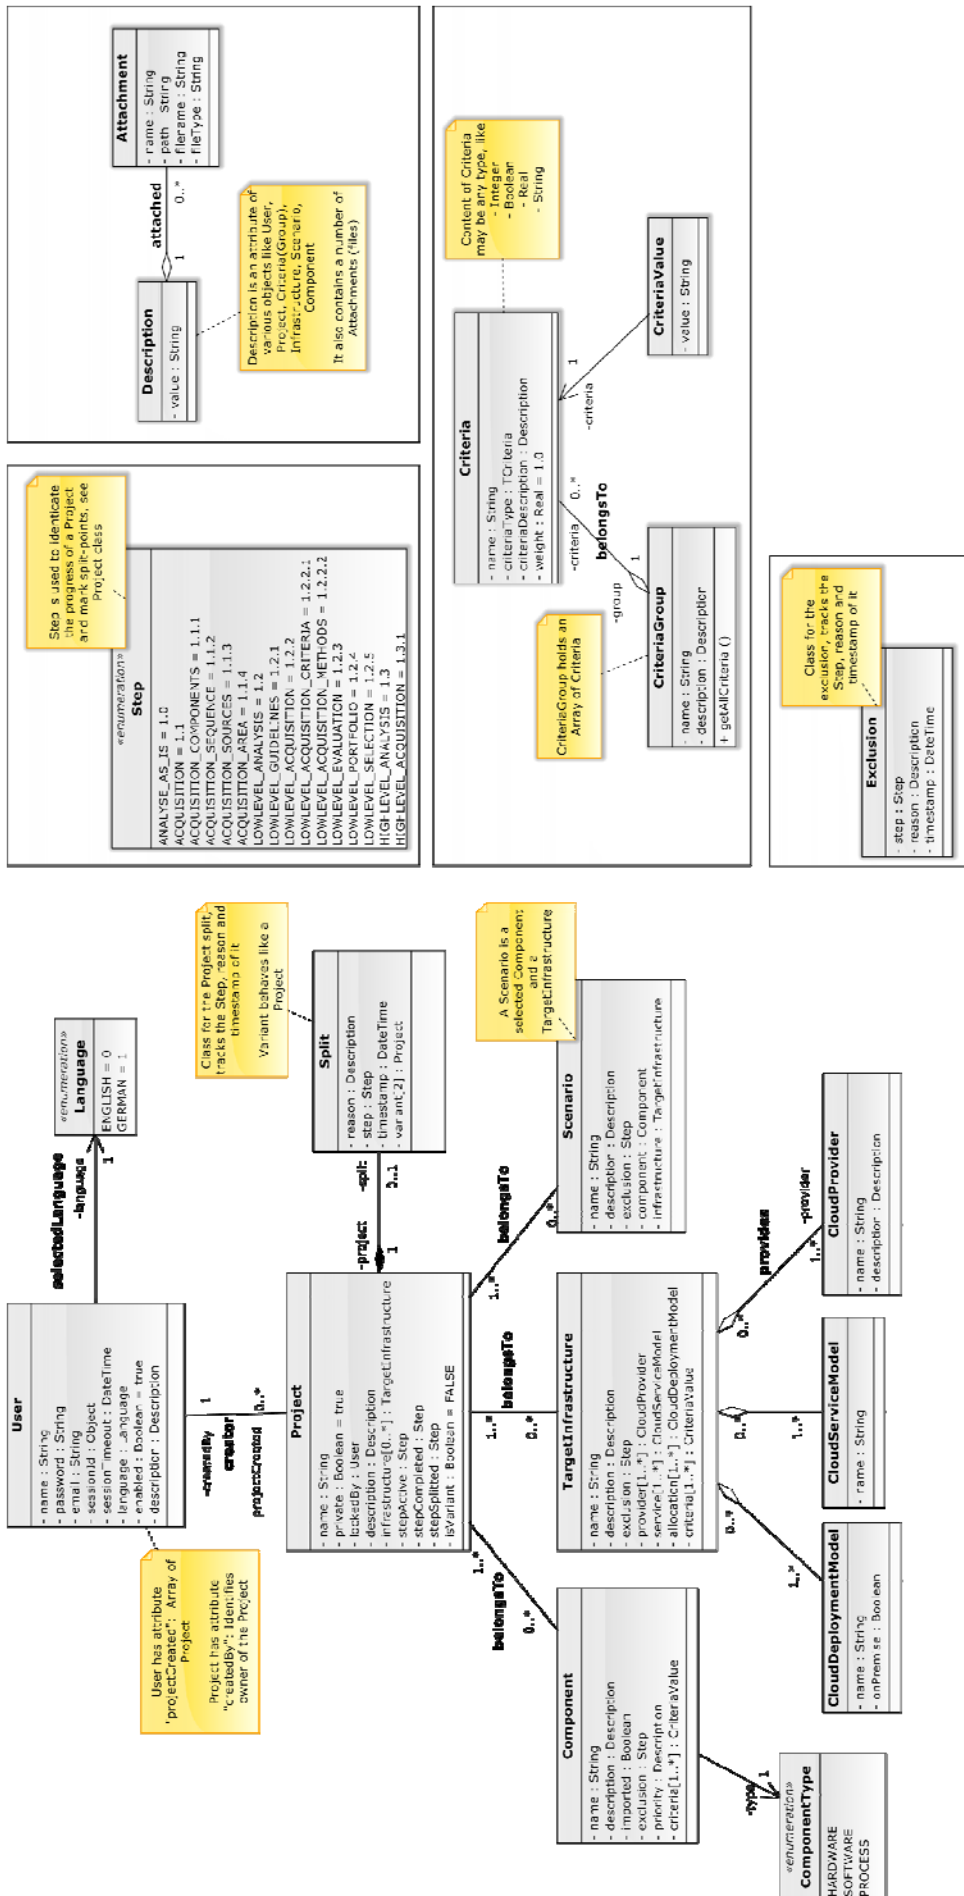 User
- name : String
- password : String
- email : String
- sessionId : Object
- sessionTimeout : DateTime
- language : Language
- enabled : Boolean = true
- description : Description
User has attribute
"projectCreated": Array of
Project
Project has attribute
"createdBy": Identifies
owner of the Project
selectedLanguage
-language
1
«enumeration»
Language
ENGLISH = 0
GERMAN = 1
-createdBy
creator
projectCreated
1
0..*
Project
- name : String
- private : Boolean = true
- lockedBy : User
- description : Description
- infrastructure[0..*] : TargetInfrastructure
- stepActive : Step
- stepCompleted : Step
- stepSplitted : Step
- isVariant : Boolean = FALSE
-project
1
-split
0..1
Class for the Project split,
tracks the Step, reason and
timestamp of it
Variant behaves like a
Project
Split
- reason : Description
- step : Step
- timestamp : DateTime
- variant[2] : Project
belongsTo
1..*
0..*
belongsTo
1..*
0..*
belongsTo
1..*
0..*
A Scenario is a
selected Component
and a
TargetInfrastructure
Component
- name : String
- description : Description
- imported : Boolean
- exclusion : Step
- priority : Description
- criteria[1..*] : CriteriaValue
TargetInfrastructure
- name : String
- description : Description
- exclusion : Step
- provider[1..*] : CloudProvider
- service[1..*] : CloudServiceModel
- allocation[1..*] : CloudDeploymentModel
- criteria[1..*] : CriteriaValue
Scenario
- name : String
- description : Description
- exclusion : Step
- component : Component
- infrastructure : TargetInfrastructure
-type
1
0..*
1..*
0..*
1..*
0..*
provides
1..*
-provider
«enumeration»
ComponentType
HARDWARE
SOFTWARE
PROCESS
CloudDeploymentModel
- name : String
- onPremise : Boolean
CloudServiceModel
- name : String
CloudProvider
- name : String
- description : Description
Step is used to identicate
the progress of a Project
and mark split-points, see
Project class
«enumeration»
Step
ANALYSE_AS_IS = 1.0
ACQUISITION = 1.1
ACQUISITION_COMPONENTS = 1.1.1
ACQUISITION_SEQUENCE = 1.1.2
ACQUISITION_SOURCES = 1.1.3
ACQUISITION_AREA = 1.1.4
LOWLEVEL_ANALYSIS = 1.2
LOWLEVEL_GUIDELINES = 1.2.1
LOWLEVEL_ACQUISITION = 1.2.2
LOWLEVEL_ACQUISITION_CRITERIA = 1.2.2.1
LOWLEVEL_ACQUISITION_METHODS = 1.2.2.2
LOWLEVEL_EVALUATION = 1.2.3
LOWLEVEL_PORTFOLIO = 1.2.4
LOWLEVEL_SELECTION = 1.2.5
HIGHLEVEL_ANALYSIS = 1.3
HIGHLEVEL_ACQUISITION = 1.3.1
Description
- value : String
attached
1
0..*
Attachment
- name : String
- path : String
- filename : String
- fileType : String
Description is an attribute of
various objects like User,
Project, Criteria(Group),
Infrastructure, Scenario,
Component
It also contains a number of
Attachments (files)
Criteria
- name : String
- criteriaType : TCriteria
- criteriaDescription : Description
- weight : Real = 1.0
Content of Criteria
may be any type, like
- Integer
- Boolean
- Real
- String
CriteriaGroup holds an
Array of Criteria
-criteria
0..*
belongsTo
-group
1
-criteria
1
CriteriaGroup
- name : String
- description : Description
+ getAllCriteria ()
CriteriaValue
- value : String
Class for the
exclusion, tracks the
Step, reason and
timestamp of it
Exclusion
- step : Step
- reason : Description
- timestamp : DateTime